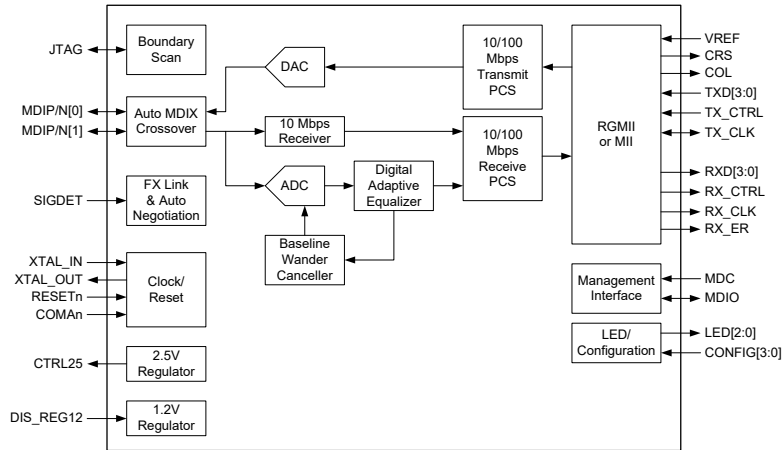 JTAG
MDIP/N[0]
MDIP/N[1]
SIGDET
XTAL_IN
XTAL_OUT
RESETn
COMAn
CTRL25
DIS_REG12
Boundary
Scan
Auto MDIX
Crossover
FX Link
& Auto
Negotiation
Clock/
Reset
2.5V
Regulator
1.2V
Regulator
DAC
10 Mbps
Receiver
ADC
Digital
Adaptive
Equalizer
Baseline
Wander
Canceller
10/100
Mbps
Transmit
PCS
10/100
Mbps
Receive
PCS
RGMII
or MII
Management
Interface
LED/
Configuration
VREF
CRS
COL
TXD[3:0]
TX_CTRL
TX_CLK
RXD[3:0]
RX_CTRL
RX_CLK
RX_ER
MDC
MDIO
LED[2:0]
CONFIG[3:0]